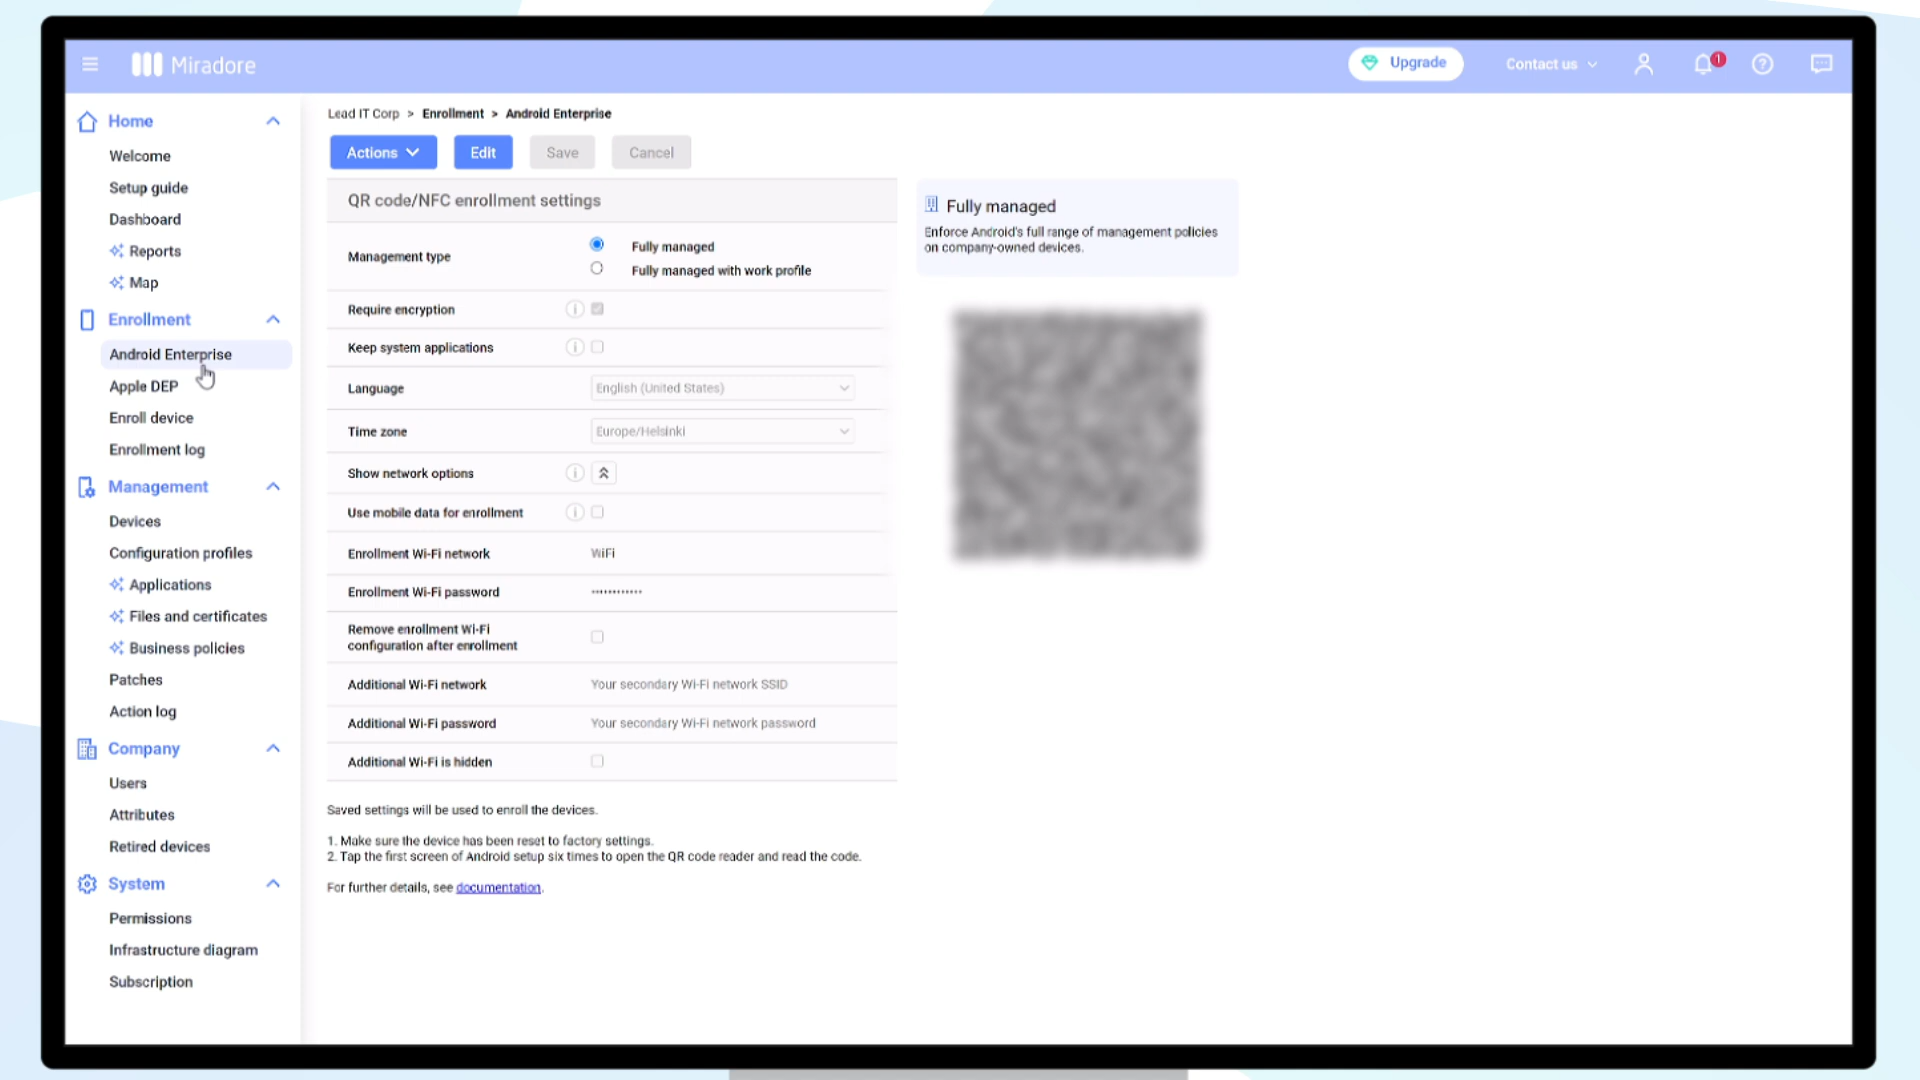 Miradore
Upgrade
Contact us
1
Home
Welcome
Setup guide
Dashboard
Reports
Map
Enrollment
Android Enterprise
Apple DEP
Enroll device
Enrollment log
Management
Devices
Configuration profiles
Applications
Files and certificates
Business policies
Patches
Action log
Company
Users
Attributes
Retired devices
System
Permissions
Infrastructure diagram
Subscription
Lead IT Corp > Enrollment > Android Enterprise
Actions
Edit
Save
Cancel
QR code/NFC enrollment settings
Management type
Fully managed
Fully managed with work profile
Require encryption
Keep system applications
Language
English (United States)
Time zone
Europe/Helsinki
Show network options
Use mobile data for enrollment
Enrollment Wi-Fi network
WiFi
Enrollment Wi-Fi password
••••••••••••
Remove enrollment Wi-Fi
configuration after enrollment
Additional Wi-Fi network
Your secondary Wi-Fi network SSID
Additional Wi-Fi password
Your secondary Wi-Fi network password
Additional Wi-Fi is hidden
Saved settings will be used to enroll the devices.
1. Make sure the device has been reset to factory settings.
2. Tap the first screen of Android setup six times to open the QR code reader and read the code.
For further details, see documentation.
Fully managed
Enforce Android's full range of management policies
on company-owned devices.